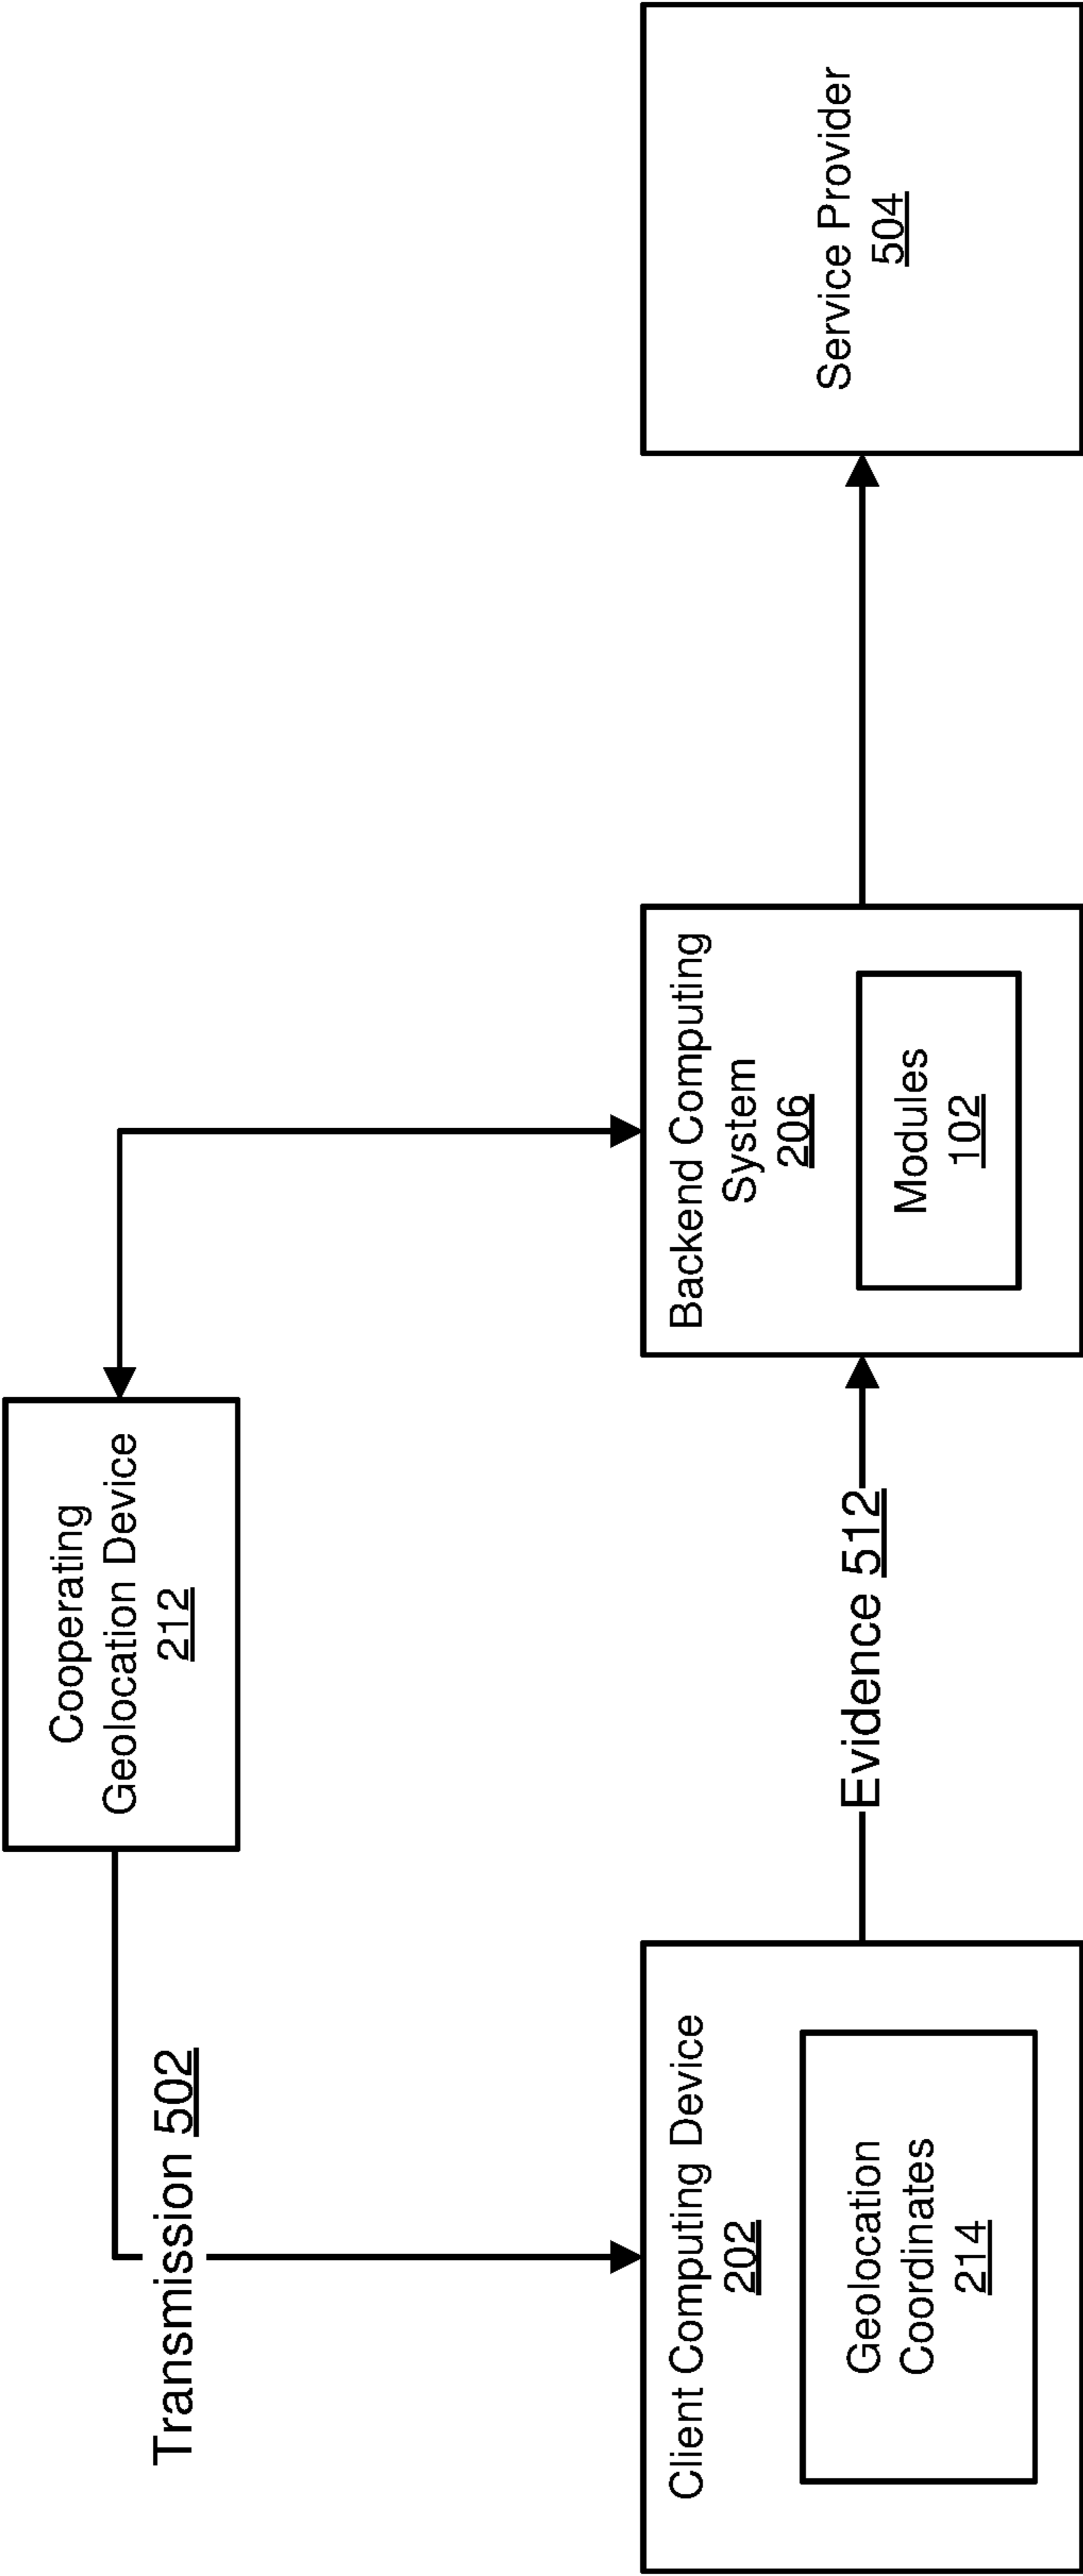 Cooperating
Geolocation Device
212
Transmission 502
Client Computing Device
202
Geolocation
Coordinates
214
Evidence 512
Backend Computing
System
206
Modules
102
Service Provider
504